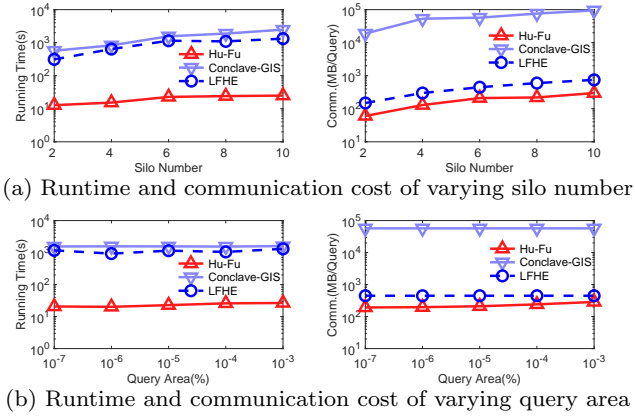 Running Time(s)
10^4
10^3
10^2
10^1
10^0
Hu-Fu
Conclave-GIS
LFHE
2 4 6 8 10
Silo Number
Comm.(MB/Query)
10^5
10^4
10^3
10^2
10^1
Hu-Fu
Conclave-GIS
LFHE
2 4 6 8 10
Silo Number
(a) Runtime and communication cost of varying silo number
Running Time(s)
10^4
10^3
10^2
10^1
10^0
Hu-Fu
Conclave-GIS
LFHE
10^-7 10^-6 10^-5 10^-4 10^-3
Query Area(%)
Comm.(MB/Query)
10^5
10^4
10^3
10^2
10^1
Hu-Fu
Conclave-GIS
LFHE
10^-7 10^-6 10^-5 10^-4 10^-3
Query Area(%)
(b) Runtime and communication cost of varying query area